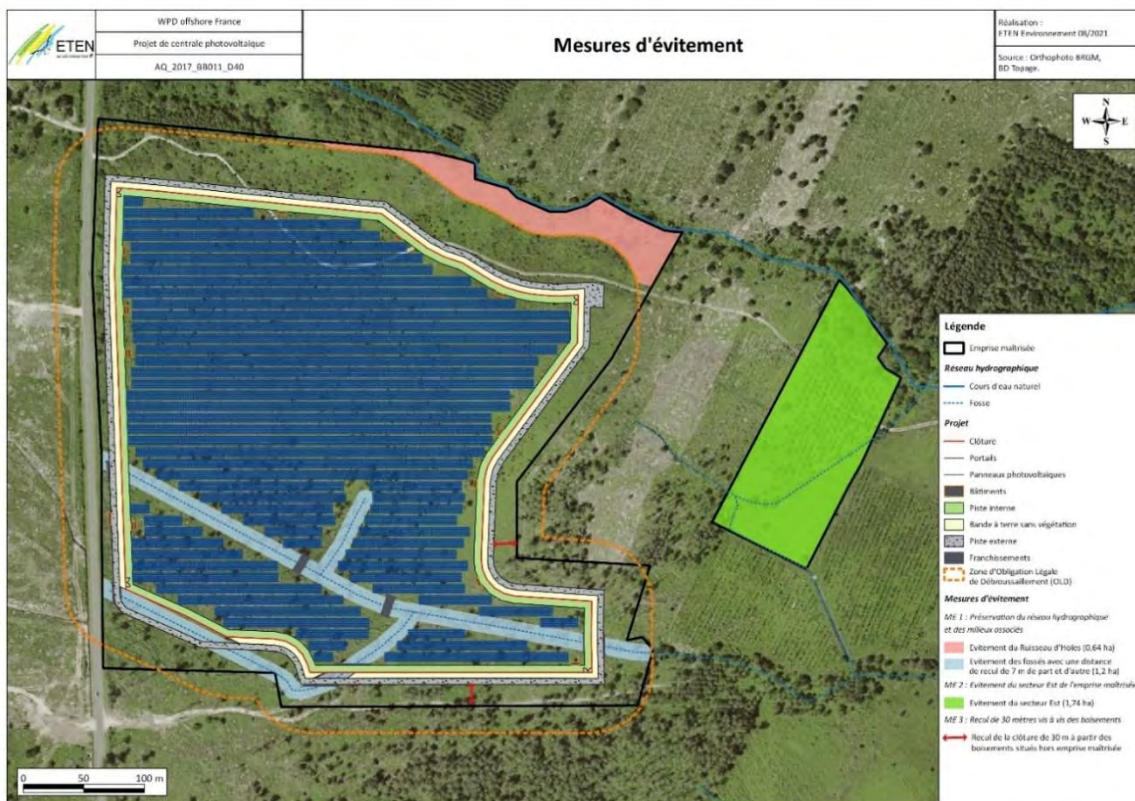 ETEN
WPD offshore France
Projet de centrale photovoltaïque
AQ_2017_BB011_D40
Mesures d'évitement
Réalisation :
ETEN Environnement 08/2021
Source : Orthophoto BRGM,
BD Topage.
N
W E
S
Légende
Emprise maîtrisée
Réseau hydrographique
Cours d'eau naturel
Fosse
Projet
Clôture
Portails
Panneaux photovoltaïques
Bâtiments
Piste interne
Bande à terre sans végétation
Piste externe
Franchissements
Zone d'Obligation Légale
de Débroussaillement (OLD)
Mesures d'évitement
ME 1 : Préservation du réseau hydrographique
et des milieux associés
Evitement du Ruisseau d'Holes (0,64 ha)
Evitement des fossés avec une distance
de recul de 7 m de part et d'autre (1,2 ha)
ME 2 : Evitement du secteur Est de l'emprise maîtrisée
Evitement du secteur Est (1,74 ha)
ME 3 : Recul de 30 mètres vis à vis des boisements
Recul de la clôture de 30 m à partir des
boisements situés hors emprise maîtrisée
0 50 100 m